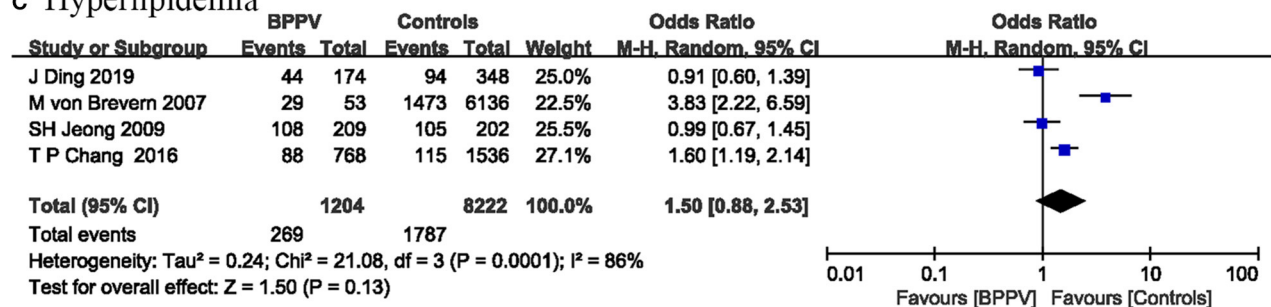 c Hyperlipidemia
BPPV Controls Odds Ratio Odds Ratio
Study or Subgroup Events Total Events Total Weight M-H, Random, 95% CI M-H, Random, 95% CI
J Ding 2019 44 174 94 348 25.0% 0.91 [0.60, 1.39]
M von Brevern 2007 29 53 1473 6136 22.5% 3.83 [2.22, 6.59]
SH Jeong 2009 108 209 105 202 25.5% 0.99 [0.67, 1.45]
T P Chang 2016 88 768 115 1536 27.1% 1.60 [1.19, 2.14]
Total (95% CI) 1204 8222 100.0% 1.50 [0.88, 2.53]
Total events 269 1787
Heterogeneity: Tau² = 0.24; Chi² = 21.08, df = 3 (P = 0.0001); I² = 86%
Test for overall effect: Z = 1.50 (P = 0.13)
0.01 0.1 1 10 100
Favours [BPPV] Favours [Controls]